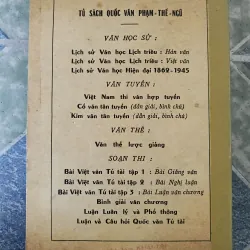 TỦ SÁCH QUỐC VĂN PHẠM-THẾ-NGŨ
VĂN HỌC SỬ :
Lịch sử Văn học Lịch triều : Hán văn
Lịch sử Văn học Lịch triều : Việt văn
Lịch sử Văn học Hiện đại 1862-1945
VĂN TUYỂN :
Việt Nam thi văn hợp tuyển
Cổ văn tân tuyển (dẫn giải, bình chú)
Kim văn tân tuyển (dẫn giải, bình chú)
VĂN THỂ :
Văn thể lược giảng
SOẠN THI :
Bài Việt văn Tú tài tập 1 : Bài Giảng văn
Bài Việt văn Tú tài tập 2 : Bài Nghị luận
Bài Việt văn Tú tài tập 3 : Bài Luận văn chương
Bình giải văn chương
Luận Luân lý và Phổ thông
Luận và Câu hỏi Quốc văn Tú tài